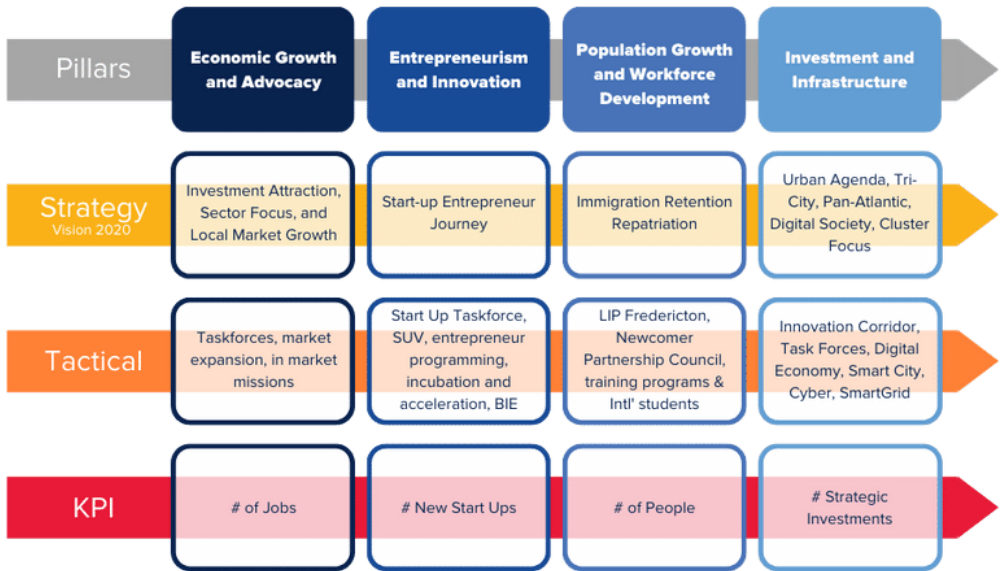 Pillars
Economic Growth
and Advocacy
Entrepreneurism
and Innovation
Population Growth
and Workforce
Development
Investment and
Infrastructure
Strategy
Vision 2020
Investment Attraction,
Sector Focus, and
Local Market Growth
Start-up Entrepreneur
Journey
Immigration Retention
Repatriation
Urban Agenda, Tri-
City, Pan-Atlantic,
Digital Society, Cluster
Focus
Tactical
Taskforces, market
expansion, in market
missions
Start Up Taskforce,
SUV, entrepreneur
programming,
incubation and
acceleration, BIE
LIP Fredericton,
Newcomer
Partnership Council,
training programs &
Intl' students
Innovation Corridor,
Task Forces, Digital
Economy, Smart City,
Cyber, SmartGrid
KPI
# of Jobs
# New Start Ups
# of People
# Strategic
Investments